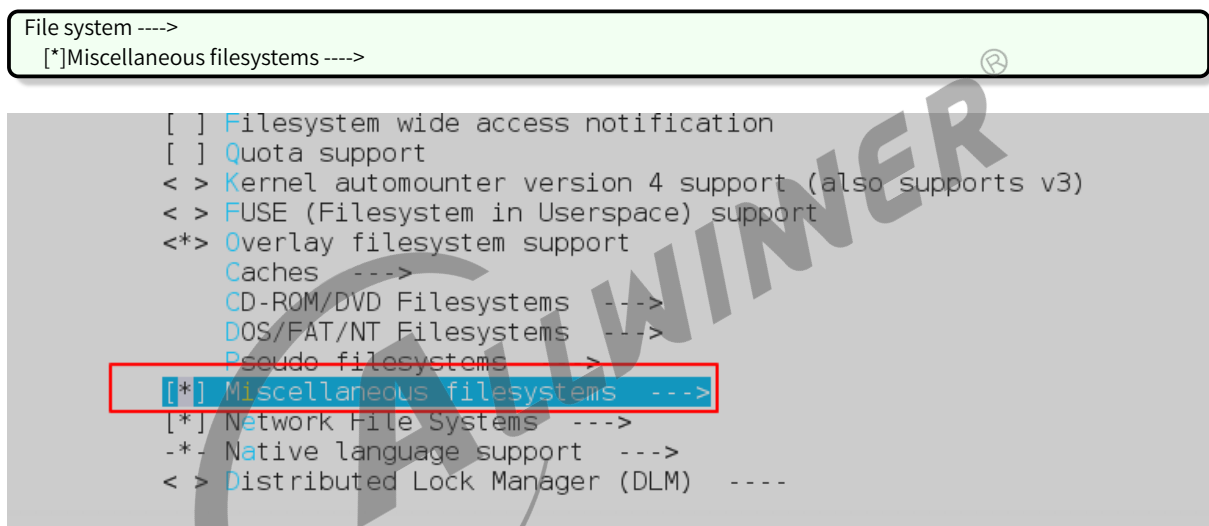 File system ---->
[*]Miscellaneous filesystems ---->
[ ] Filesystem wide access notification
[ ] Quota support
< > Kernel automounter version 4 support (also supports v3)
< > FUSE (Filesystem in Userspace) support
<*> Overlay filesystem support
Caches --->
CD-ROM/DVD Filesystems --->
DOS/FAT/NT Filesystems --->
Pseudo filesystems --->
[*] Miscellaneous filesystems --->
[*] Network File Systems --->
-*- Native language support --->
< > Distributed Lock Manager (DLM) ----
ALLWINNER®